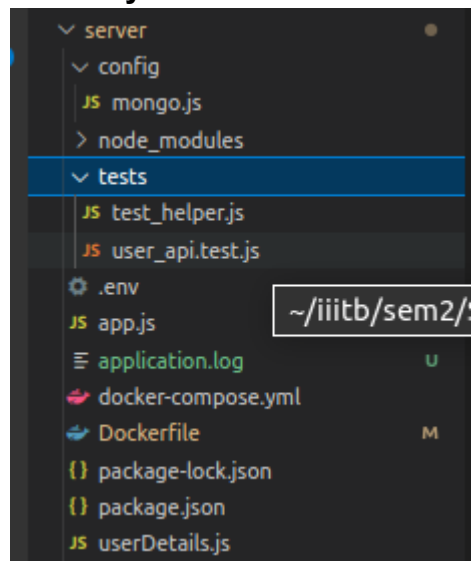 server
config
JS mongo.js
node_modules
tests
JS test_helper.js
JS user_api.test.js
.env
~/iiitb/sem2/
JS app.js
application.log U
docker-compose.yml
Dockerfile M
{} package-lock.json
{} package.json
JS userDetails.js